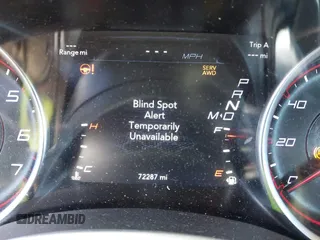 ---
Range mi
---
MPH
Trip A
--- mi
SERV
AWD
Blind Spot
Alert
Temporarily
Unavailable
P
R
N
M D
H
C
F
E
5
6
7
40
20
C
72287 mi
DREAMBID